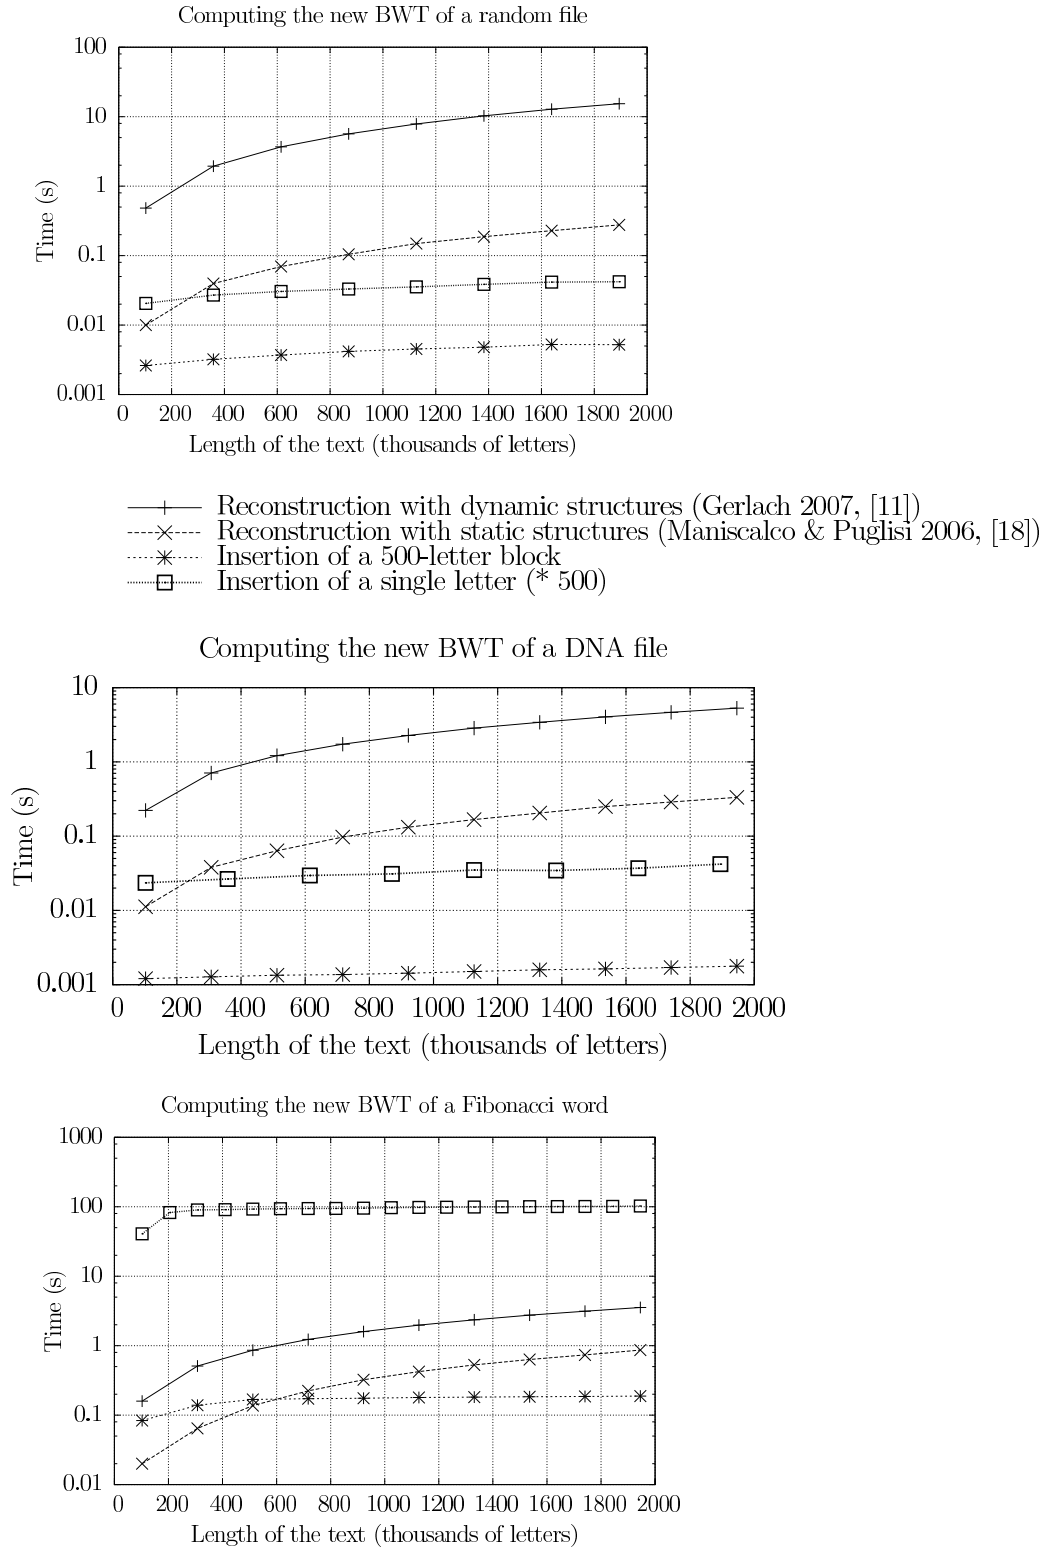 Computing the new BWT of a random file
100
10
1
0.1
0.01
0.001
Time (s)
0 200 400 600 800 1000 1200 1400 1600 1800 2000
Length of the text (thousands of letters)
Reconstruction with dynamic structures (Gerlach 2007, [11])
Reconstruction with static structures (Maniscalco & Puglisi 2006, [18])
Insertion of a 500-letter block
Insertion of a single letter (* 500)
Computing the new BWT of a DNA file
10
1
0.1
0.01
0.001
Time (s)
0 200 400 600 800 1000 1200 1400 1600 1800 2000
Length of the text (thousands of letters)
Computing the new BWT of a Fibonacci word
1000
100
10
1
0.1
0.01
Time (s)
0 200 400 600 800 1000 1200 1400 1600 1800 2000
Length of the text (thousands of letters)